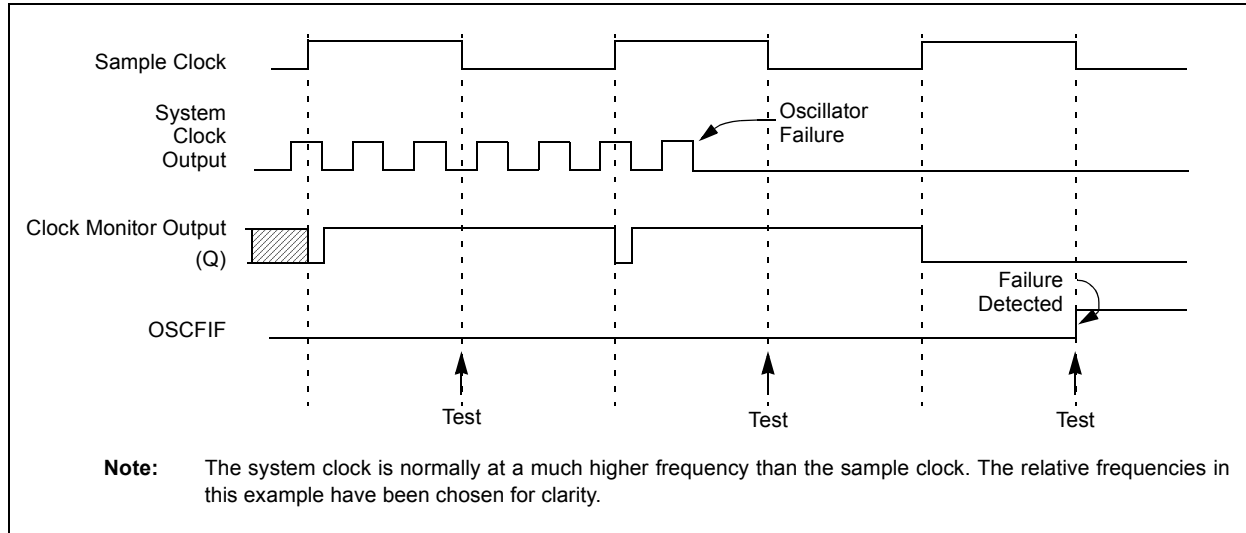 Sample Clock
System
Clock
Output
Oscillator
Failure
Clock Monitor Output
(Q)
Failure
Detected
OSCFIF
Test
Test
Test
Note: The system clock is normally at a much higher frequency than the sample clock. The relative frequencies in
this example have been chosen for clarity.